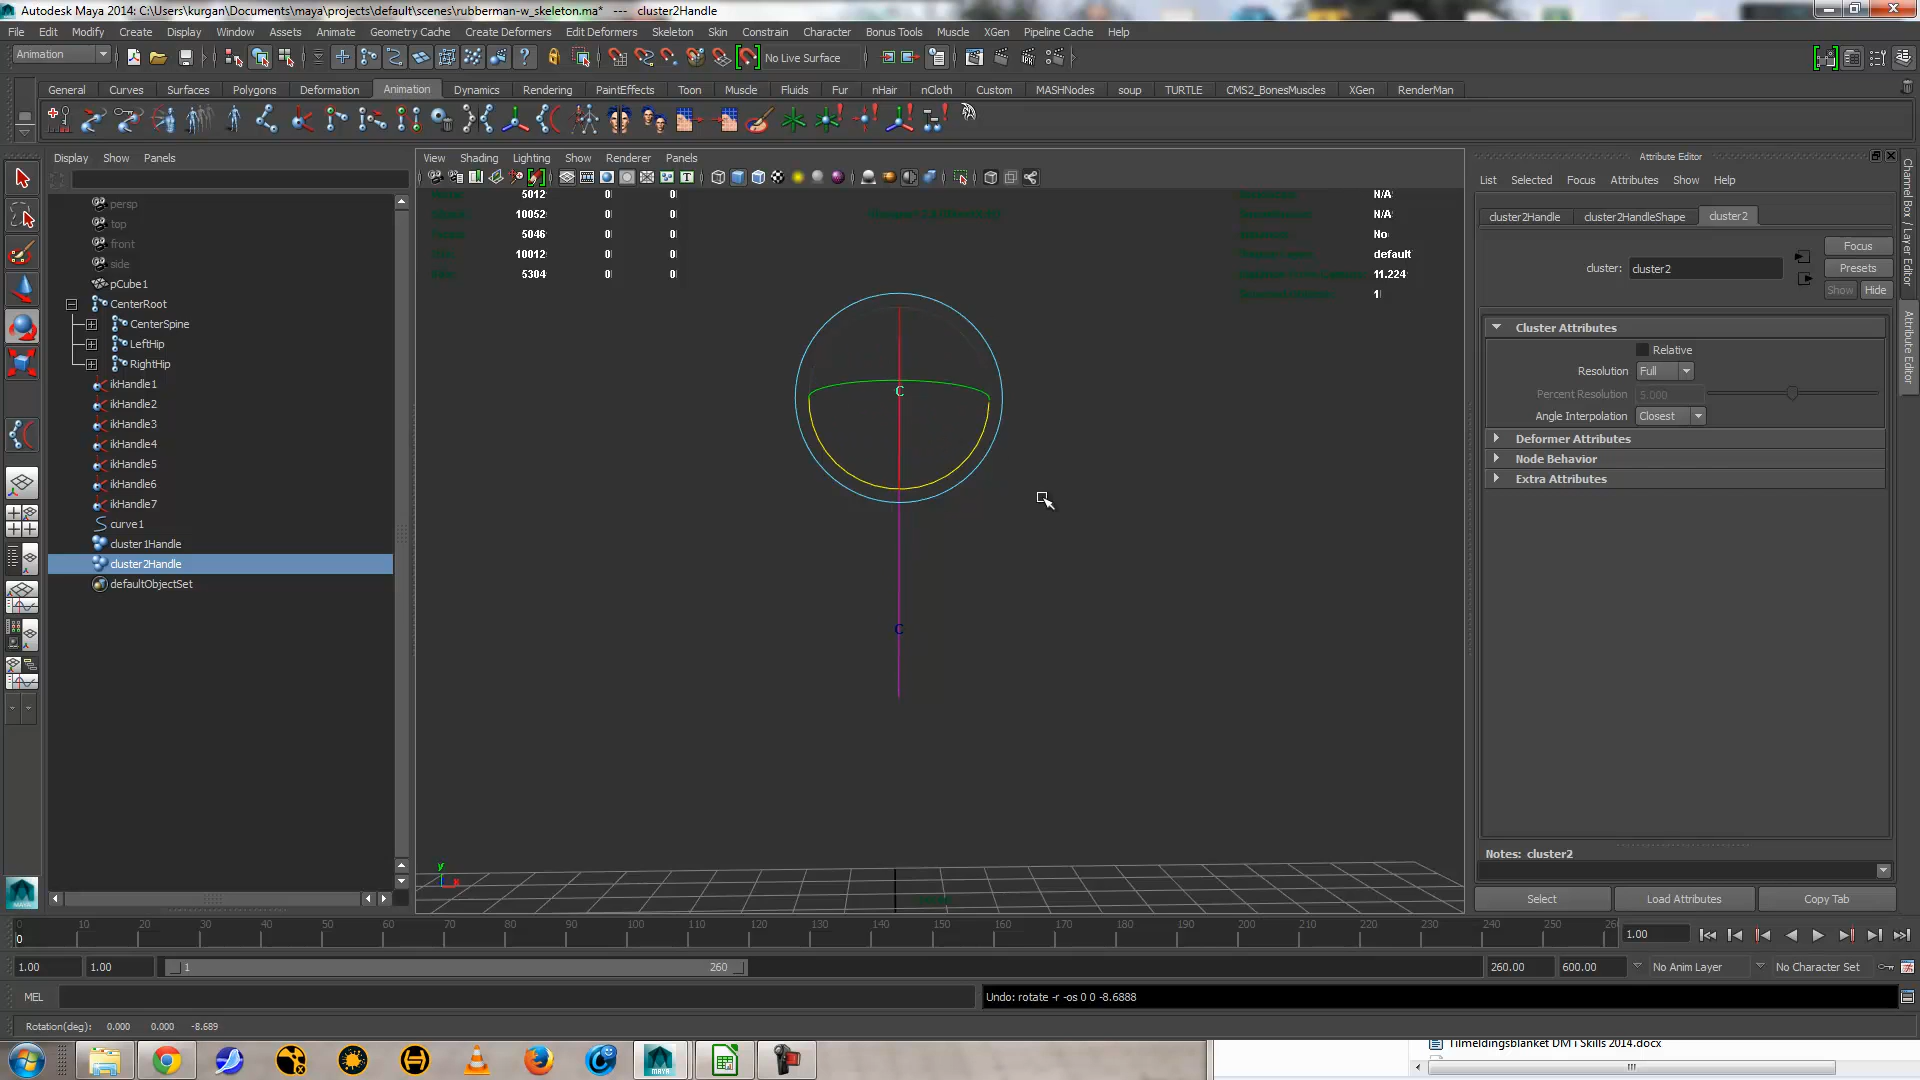 Autodesk Maya 2014: C:\Users\kurgan\Documents\maya\projects\default\scenes\rubberman-w_skeleton.ma* --- cluster2Handle
File Edit Modify Create Display Window Assets Animate Geometry Cache Create Deformers Edit Deformers Skeleton Skin Constrain Character Bonus Tools Muscle XGen Pipeline Cache Help
Animation No Live Surface
General Curves Surfaces Polygons Deformation Animation Dynamics Rendering PaintEffects Toon Muscle Fluids Fur nHair nCloth Custom MASHNodes soup TURTLE CMS2_BonesMuscles XGen RenderMan
Display Show Panels
View Shading Lighting Show Renderer Panels
Attribute Editor
List Selected Focus Attributes Show Help
persp
top
front
side
pCube1
CenterRoot
CenterSpine
LeftHip
RightHip
ikHandle1
ikHandle2
ikHandle3
ikHandle4
ikHandle5
ikHandle6
ikHandle7
curve1
cluster1Handle
cluster2Handle
defaultObjectSet
5012 0 0
10052 0 0
5046 0 0
10012 0 0
5304 0 0
N/A
N/A
No
default
11.224
1
C
C
y
x
cluster2Handle cluster2HandleShape cluster2
cluster: cluster2
Focus
Presets
Show Hide
Cluster Attributes
Relative
Resolution Full
Percent Resolution 5.000
Angle Interpolation Closest
Deformer Attributes
Node Behavior
Extra Attributes
Notes: cluster2
Select Load Attributes Copy Tab
Channel Box / Layer Editor
Attribute Editor
0 10 20 30 40 50 60 70 80 90 100 110 120 130 140 150 160 170 180 190 200 210 220 230 240 250 26
0
1.00
1.00 1.00 1 260 260.00 600.00 No Anim Layer No Character Set
MEL Undo: rotate -r -os 0 0 -8.6888
Rotation(deg): 0.000 0.000 -8.689
Tilmeldingsblanket DM i Skills 2014.docx